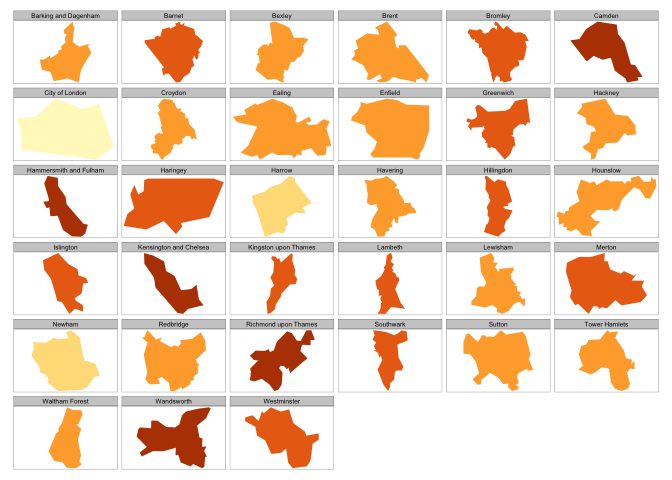 Barking and Dagenham
Barnet
Bexley
Brent
Bromley
Camden
City of London
Croydon
Ealing
Enfield
Greenwich
Hackney
Hammersmith and Fulham
Haringey
Harrow
Havering
Hillingdon
Hounslow
Islington
Kensington and Chelsea
Kingston upon Thames
Lambeth
Lewisham
Merton
Newham
Redbridge
Richmond upon Thames
Southwark
Sutton
Tower Hamlets
Waltham Forest
Wandsworth
Westminster